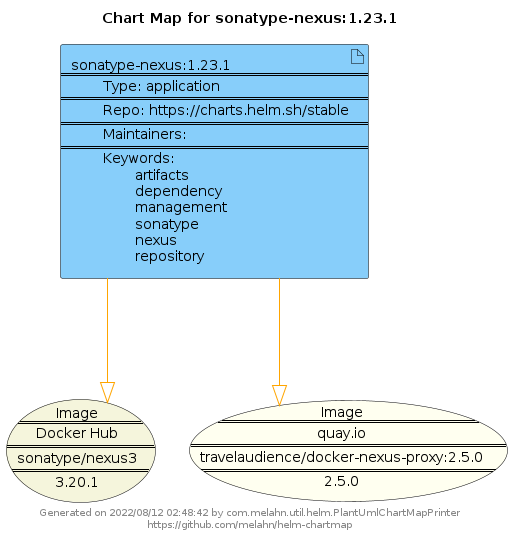 Chart Map for sonatype-nexus:1.23.1
sonatype-nexus:1.23.1
Type: application
Repo: https://charts.helm.sh/stable
Maintainers:
Keywords:
artifacts
dependency
management
sonatype
nexus
repository
Image
Docker Hub
sonatype/nexus3
3.20.1
Image
quay.io
travelaudience/docker-nexus-proxy:2.5.0
2.5.0
Generated on 2022/08/12 02:48:42 by com.melahn.util.helm.PlantUmlChartMapPrinter
https://github.com/melahn/helm-chartmap